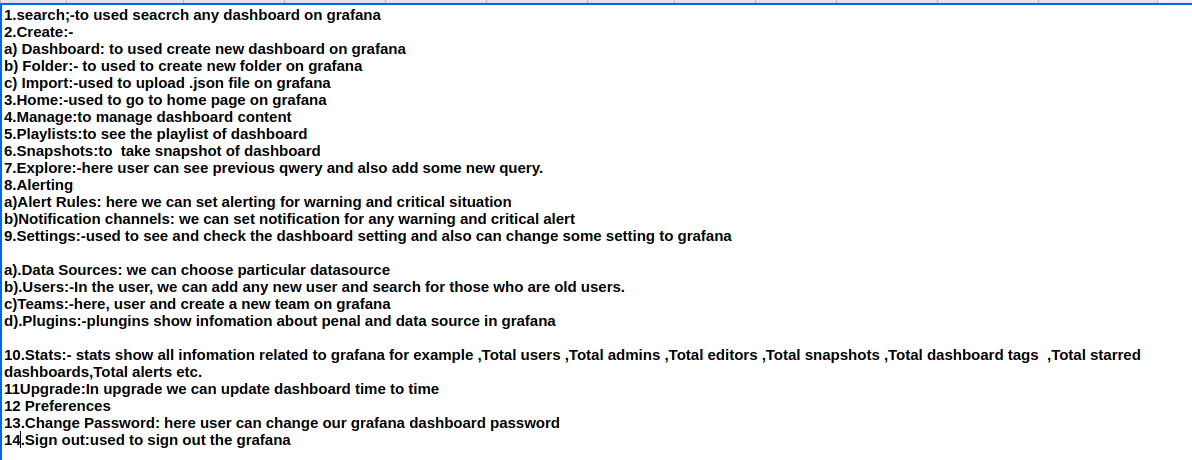 1.search;-to used seacrch any dashboard on grafana
2.Create:-
a) Dashboard: to used create new dashboard on grafana
b) Folder:- to used to create new folder on grafana
c) Import:-used to upload .json file on grafana
3.Home:-used to go to home page on grafana
4.Manage:to manage dashboard content
5.Playlists:to see the playlist of dashboard
6.Snapshots:to  take snapshot of dashboard
7.Explore:-here user can see previous qwery and also add some new query.
8.Alerting
a)Alert Rules: here we can set alerting for warning and critical situation
b)Notification channels: we can set notification for any warning and critical alert
9.Settings:-used to see and check the dashboard setting and also can change some setting to grafana
a).Data Sources: we can choose particular datasource
b).Users:-In the user, we can add any new user and search for those who are old users.
c)Teams:-here, user and create a new team on grafana
d).Plugins:-plungins show infomation about penal and data source in grafana
10.Stats:- stats show all infomation related to grafana for example ,Total users ,Total admins ,Total editors ,Total snapshots ,Total dashboard tags  ,Total starred
dashboards,Total alerts etc.
11Upgrade:In upgrade we can update dashboard time to time
12 Preferences
13.Change Password: here user can change our grafana dashboard password
14.Sign out:used to sign out the grafana